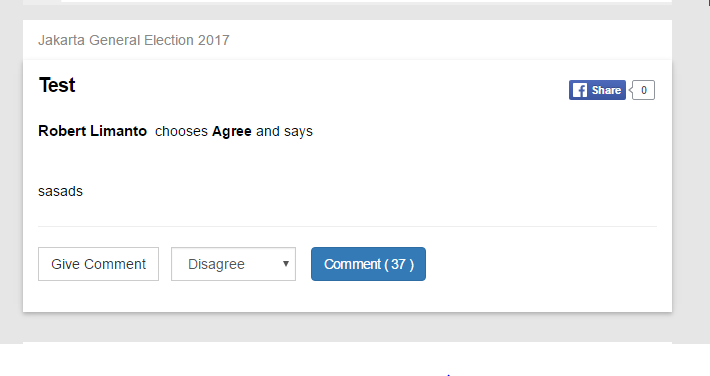 Jakarta General Election 2017
Test
Share 0
Robert Limanto chooses Agree and says
sasads
Give Comment Disagree Comment ( 37 )